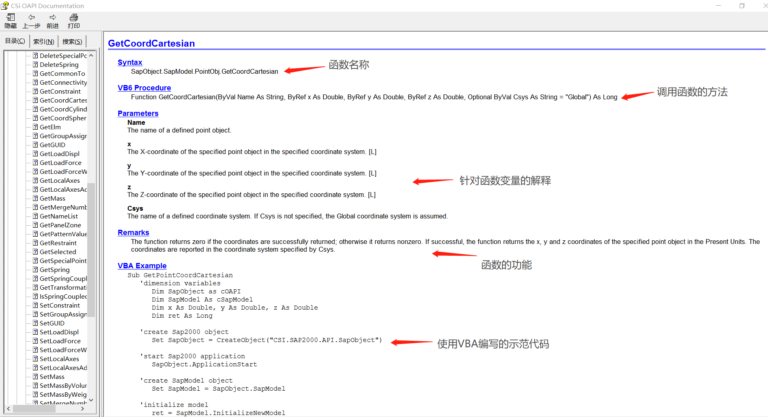 CSI OAPI Documentation
隐藏 上一步 前进 打印
目录(C) 索引(N) 搜索(S)
DeleteSpecialPo
DeleteSpring
GetCommonTo
GetConnectivity
GetConstraint
GetCoordCartes
GetCoordCylind
GetCoordSpher
GetElm
GetGroupAssign
GetGUID
GetLoadDispl
GetLoadForce
GetLoadForceW
GetLocalAxes
GetLocalAxesAd
GetMass
GetMergeNumb
GetNameList
GetPanelZone
GetPatternValue
GetRestraint
GetSelected
GetSpecialPoint
GetSpring
GetSpringCoupl
GetTransformati
IsSpringCoupled
SetConstraint
SetGroupAssign
SetGUID
SetLoadDispl
SetLoadForce
SetLoadForceW
SetLocalAxes
SetLocalAxesAd
SetMass
SetMassByVolur
SetMassByWeig
SetMergeNumb
GetCoordCartesian
Syntax
SapObject.SapModel.PointObj.GetCoordCartesian
函数名称
VB6 Procedure
Function GetCoordCartesian(ByVal Name As String, ByRef x As Double, ByRef y As Double, ByRef z As Double, Optional ByVal Csys As String = "Global") As Long
调用函数的方法
Parameters
Name
The name of a defined point object.
x
The X-coordinate of the specified point object in the specified coordinate system. [L]
y
The Y-coordinate of the specified point object in the specified coordinate system. [L]
针对函数变量的解释
z
The Z-coordinate of the specified point object in the specified coordinate system. [L]
Csys
The name of a defined coordinate system. If Csys is not specified, the Global coordinate system is assumed.
Remarks
The function returns zero if the coordinates are successfully returned; otherwise it returns nonzero. If successful, the function returns the x, y and z coordinates of the specified point object in the Present Units. The
coordinates are reported in the coordinate system specified by Csys.
函数的功能
VBA Example
Sub GetPointCoordCartesian
'dimension variables
Dim SapObject as cOAPI
Dim SapModel As cSapModel
Dim x As Double, y As Double, z As Double
Dim ret As Long
'create Sap2000 object
Set SapObject = CreateObject("CSI.SAP2000.API.SapObject")
使用VBA编写的示范代码
'start Sap2000 application
SapObject.ApplicationStart
'create SapModel object
Set SapModel = SapObject.SapModel
'initialize model
ret = SapModel.InitializeNewModel